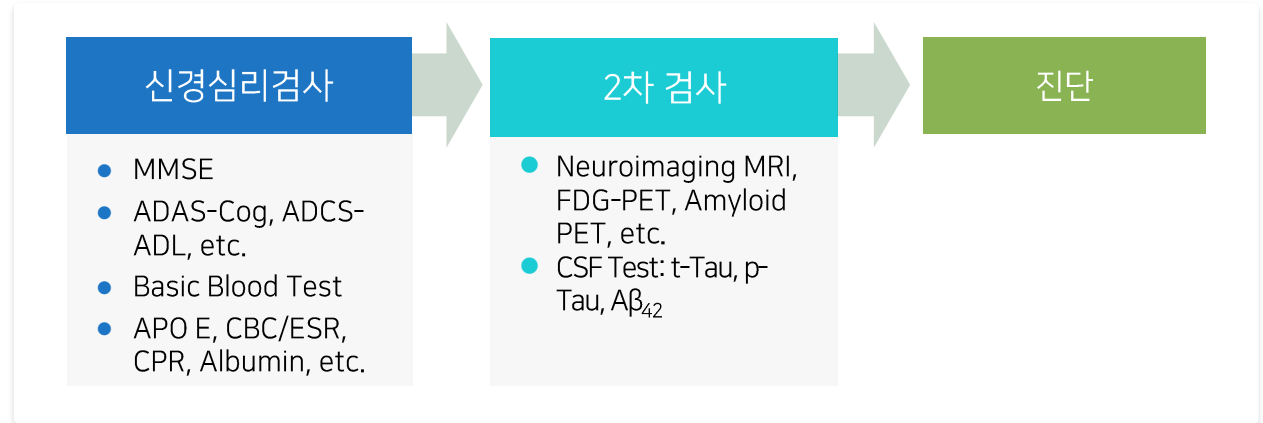 신경심리검사
● MMSE
● ADAS-Cog, ADCS-
ADL, etc.
● Basic Blood Test
● APO E, CBC/ESR,
CPR, Albumin, etc.
2차 검사
● Neuroimaging MRI,
FDG-PET, Amyloid
PET, etc.
● CSF Test: t-Tau, p-
Tau, Aβ₄₂
진단